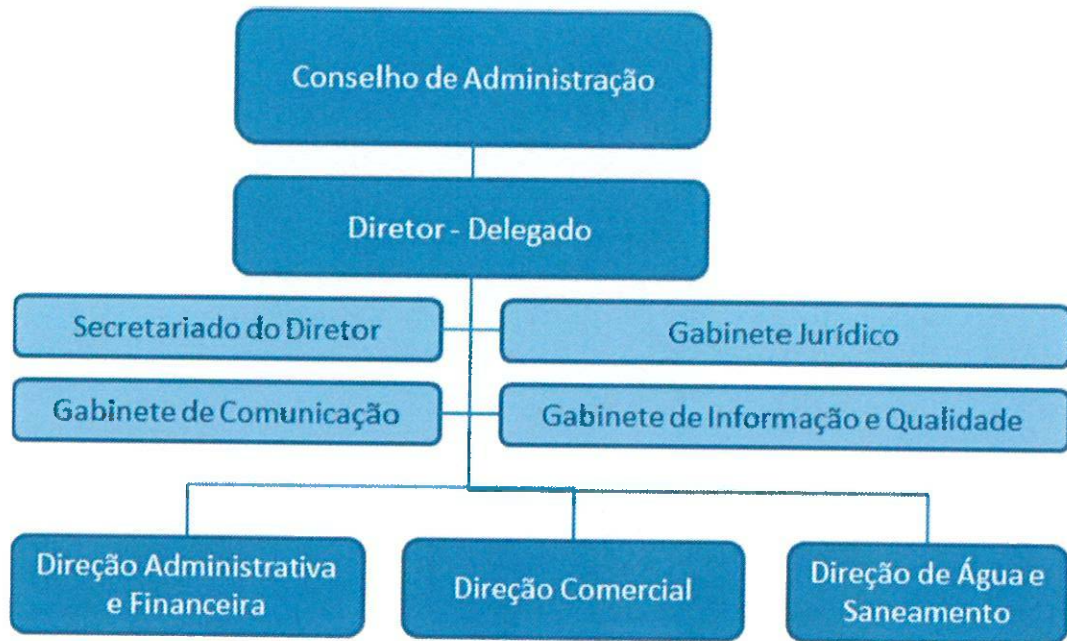 Conselho de Administração
Diretor - Delegado
Secretariado do Diretor
Gabinete Jurídico
Gabinete de Comunicação
Gabinete de Informação e Qualidade
Direção Administrativa
e Financeira
Direção Comercial
Direção de Água e
Saneamento